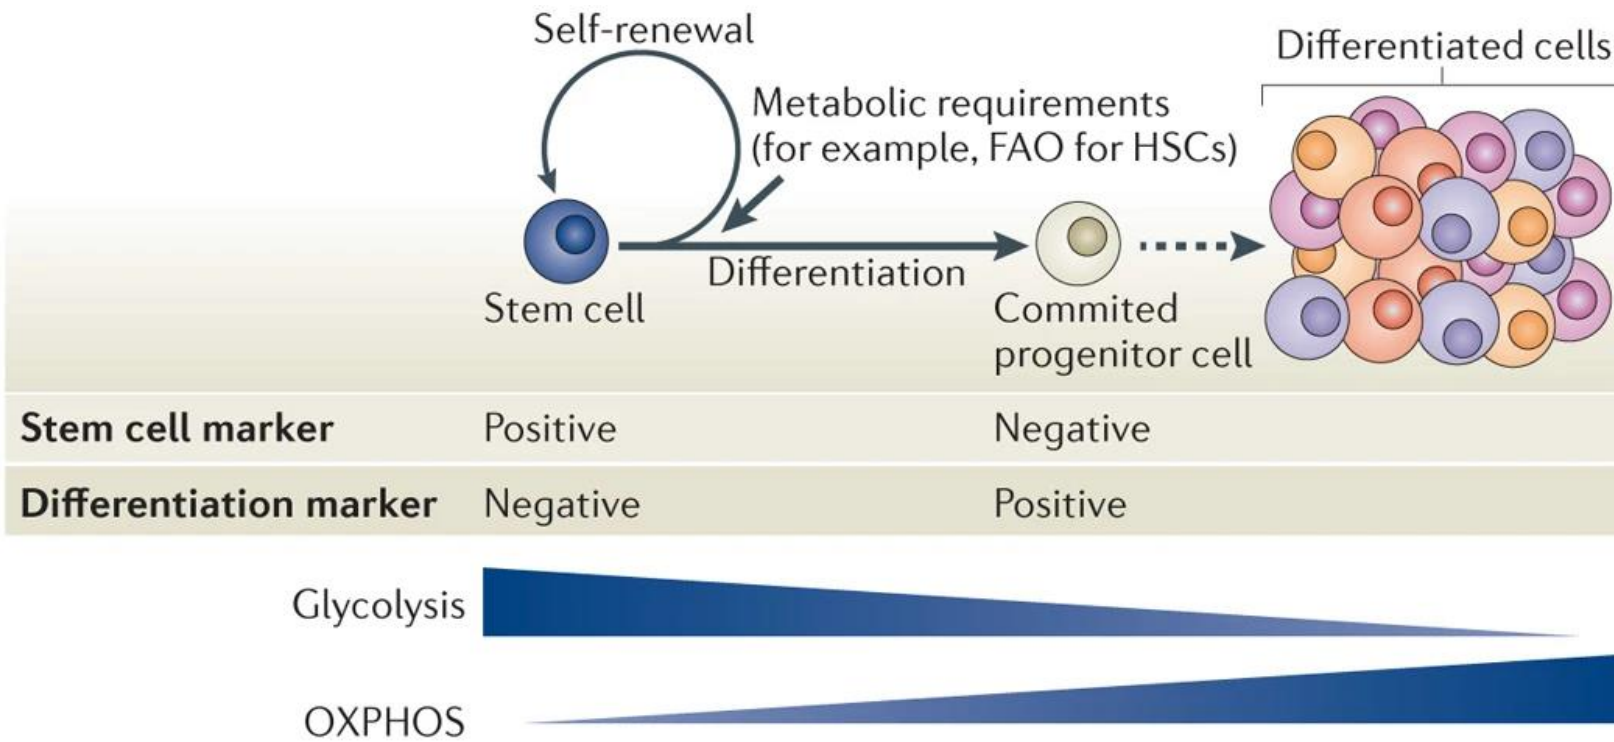 Self-renewal
Differentiated cells
Metabolic requirements
(for example, FAO for HSCs)
Differentiation
Stem cell
Commited
progenitor cell
Stem cell marker Positive Negative
Differentiation marker Negative Positive
Glycolysis
OXPHOS